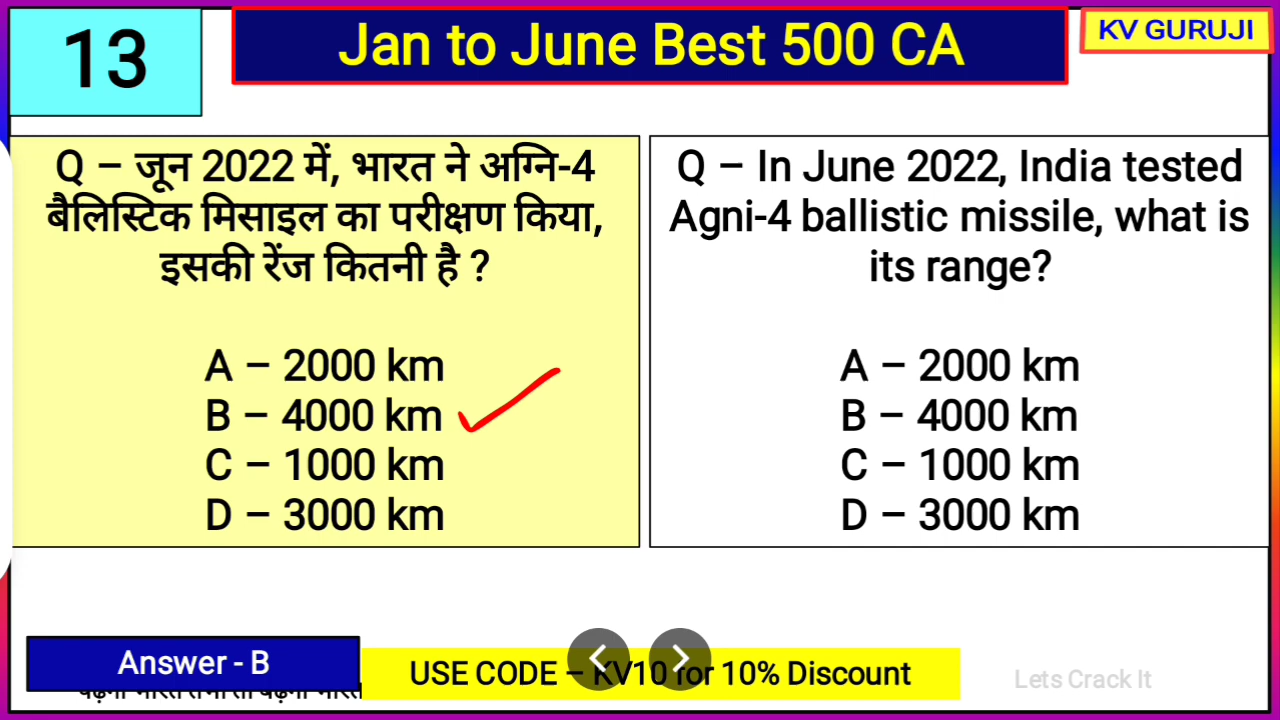 13
Jan to June Best 500 CA
KV GURUJI
Q – जून 2022 में, भारत ने अग्नि-4
बैलिस्टिक मिसाइल का परीक्षण किया,
इसकी रेंज कितनी है ?
A – 2000 km
B – 4000 km
C – 1000 km
D – 3000 km
Q – In June 2022, India tested
Agni-4 ballistic missile, what is
its range?
A – 2000 km
B – 4000 km
C – 1000 km
D – 3000 km
Answer - B
USE CODE – KV10 for 10% Discount
Lets Crack It